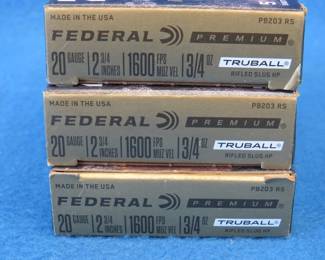 MADE IN THE USA PB203 RS
FEDERAL PREMIUM
20 GAUGE 2 3/4 INCHES 1600 FPS MUZ VEL 3/4 OZ TRUBALL
RIFLED SLUG HP
MADE IN THE USA PB203 RS
FEDERAL PREMIUM
20 GAUGE 2 3/4 INCHES 1600 FPS MUZ VEL 3/4 OZ TRUBALL
RIFLED SLUG HP
MADE IN THE USA PB203 RS
FEDERAL PREMIUM
20 GAUGE 2 3/4 INCHES 1600 FPS MUZ VEL 3/4 OZ TRUBALL
RIFLED SLUG HP